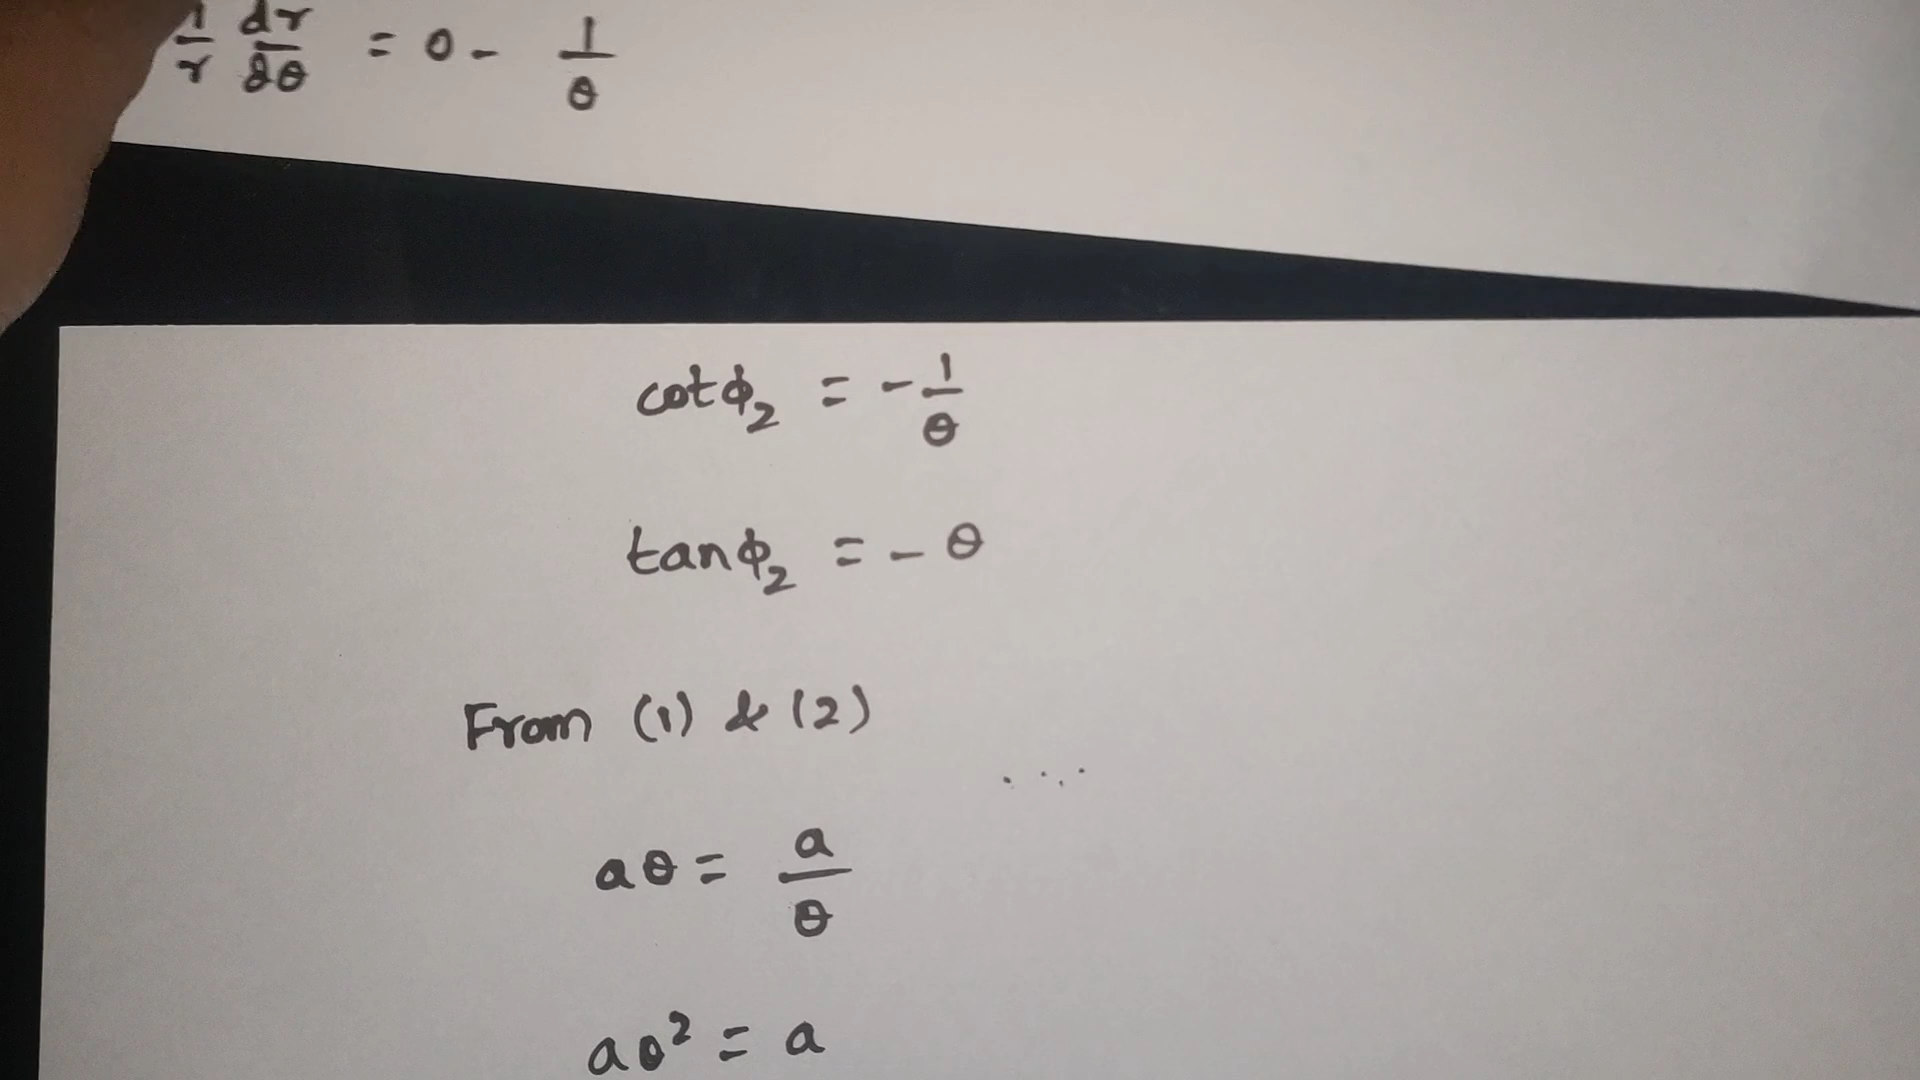 1/r dr/dθ = 0 - 1/θ
cotϕ₂ = - 1/θ
tanϕ₂ = - θ
From (1) & (2)
aθ = a/θ
aθ² = a